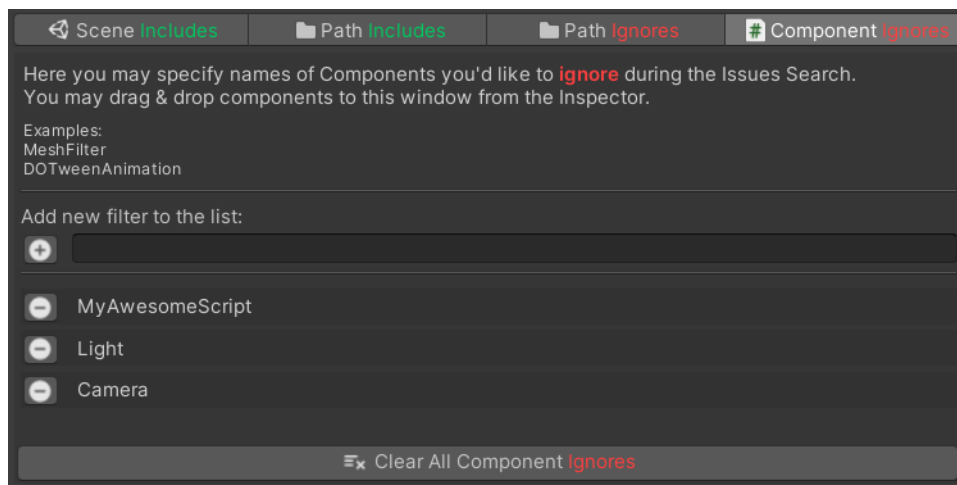 Scene Includes
Path Includes
Path Ignores
# Component Ignores
Here you may specify names of Components you'd like to ignore during the Issues Search.
You may drag & drop components to this window from the Inspector.
Examples:
MeshFilter
DOTweenAnimation
Add new filter to the list:
MyAwesomeScript
Light
Camera
Clear All Component Ignores